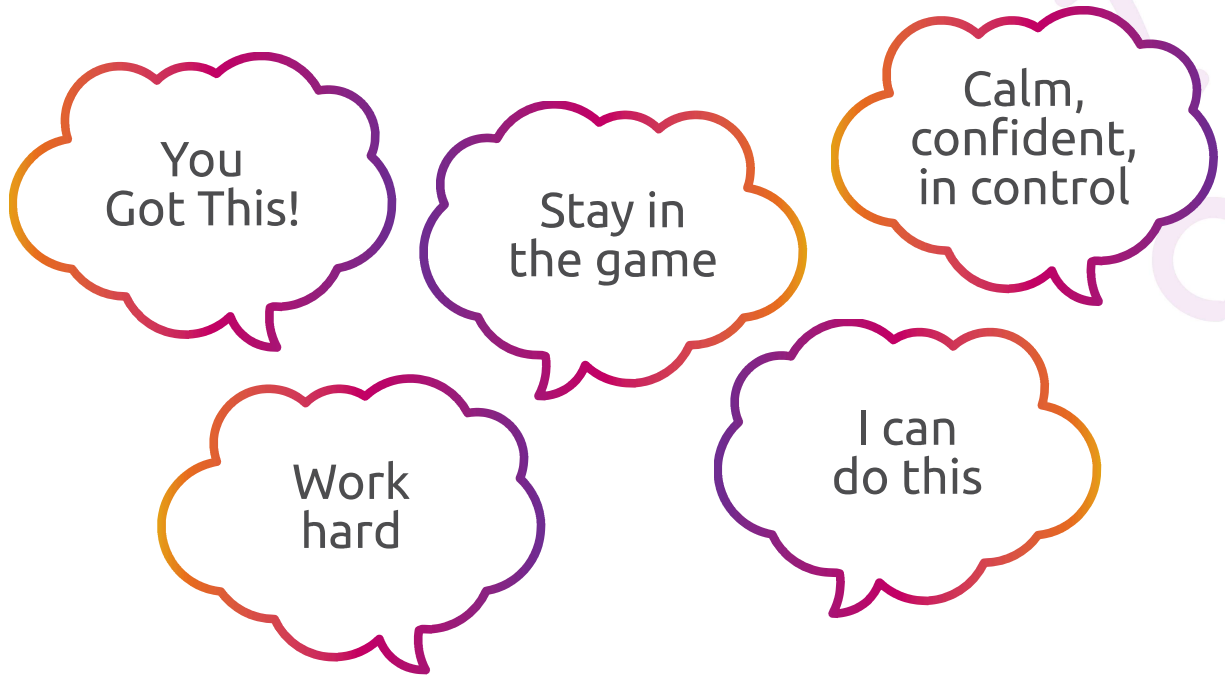 You
Got This!
Stay in
the game
Calm,
confident,
in control
Work
hard
I can
do this